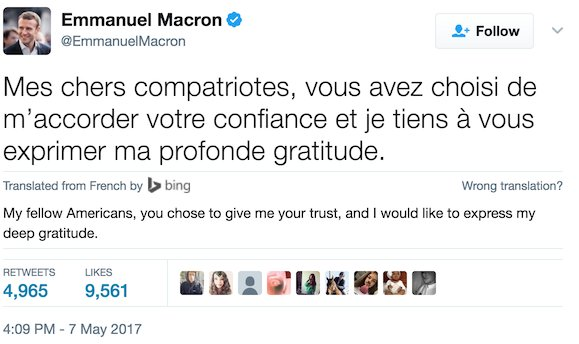 Emmanuel Macron
@EmmanuelMacron
Follow
Mes chers compatriotes, vous avez choisi de
m’accorder votre confiance et je tiens à vous
exprimer ma profonde gratitude.
Translated from French by bing
Wrong translation?
My fellow Americans, you chose to give me your trust, and I would like to express my
deep gratitude.
RETWEETS LIKES
4,965 9,561
4:09 PM - 7 May 2017